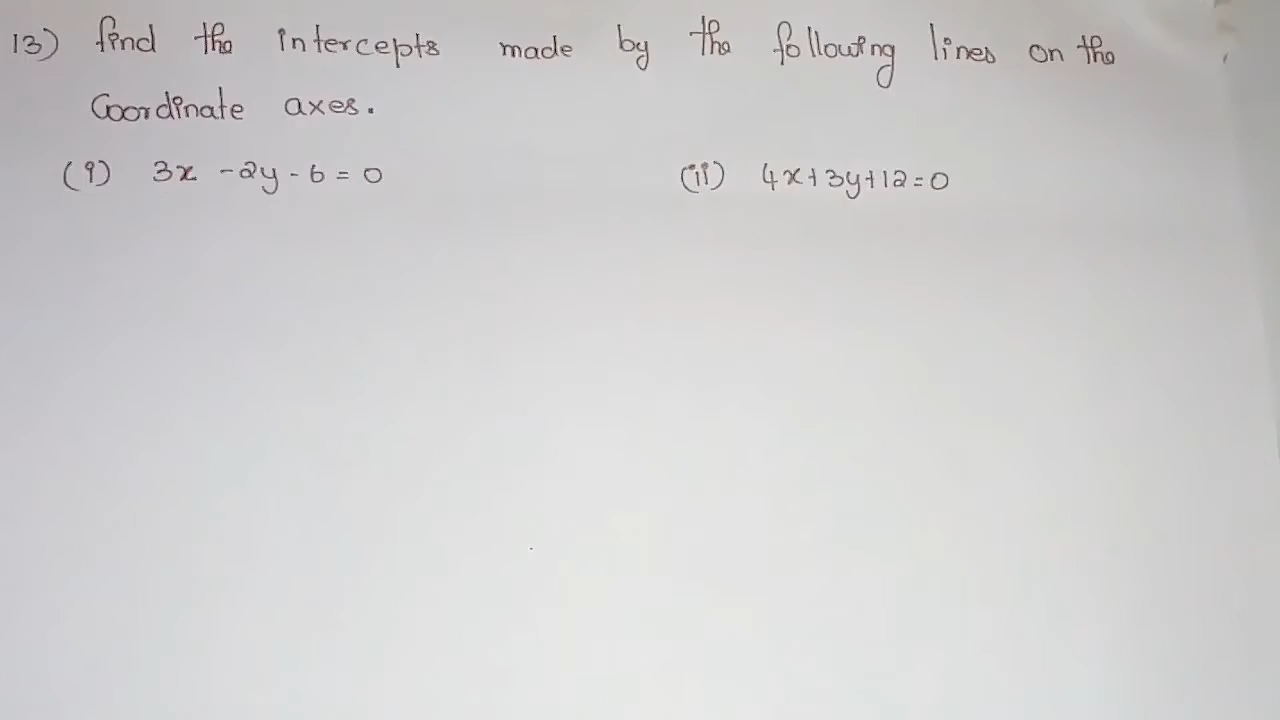 13) find the intercepts made by the following lines on the
Coordinate axes.
(i) 3x - 2y - 6 = 0 (ii) 4x + 3y + 12 = 0